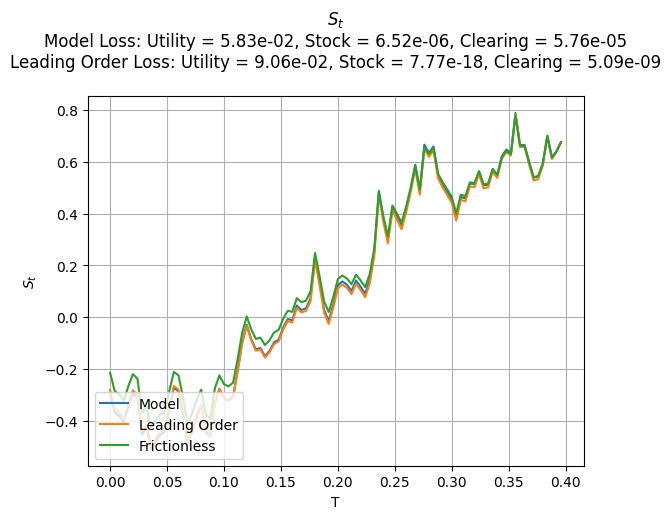 S_t
Model Loss: Utility = 5.83e-02, Stock = 6.52e-06, Clearing = 5.76e-05
Leading Order Loss: Utility = 9.06e-02, Stock = 7.77e-18, Clearing = 5.09e-09
0.8
0.6
0.4
0.2
0.0
−0.2
−0.4
S_t
Model
Leading Order
Frictionless
0.00
0.05
0.10
0.15
0.20
0.25
0.30
0.35
0.40
T